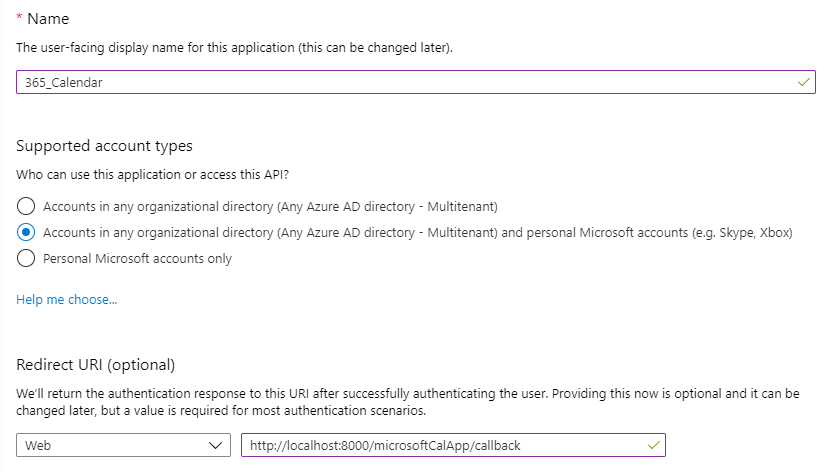 * Name
The user-facing display name for this application (this can be changed later).
365_Calendar
Supported account types
Who can use this application or access this API?
Accounts in any organizational directory (Any Azure AD directory - Multitenant)
Accounts in any organizational directory (Any Azure AD directory - Multitenant) and personal Microsoft accounts (e.g. Skype, Xbox)
Personal Microsoft accounts only
Help me choose...
Redirect URI (optional)
We'll return the authentication response to this URI after successfully authenticating the user. Providing this now is optional and it can be
changed later, but a value is required for most authentication scenarios.
Web http://localhost:8000/microsoftCalApp/callback